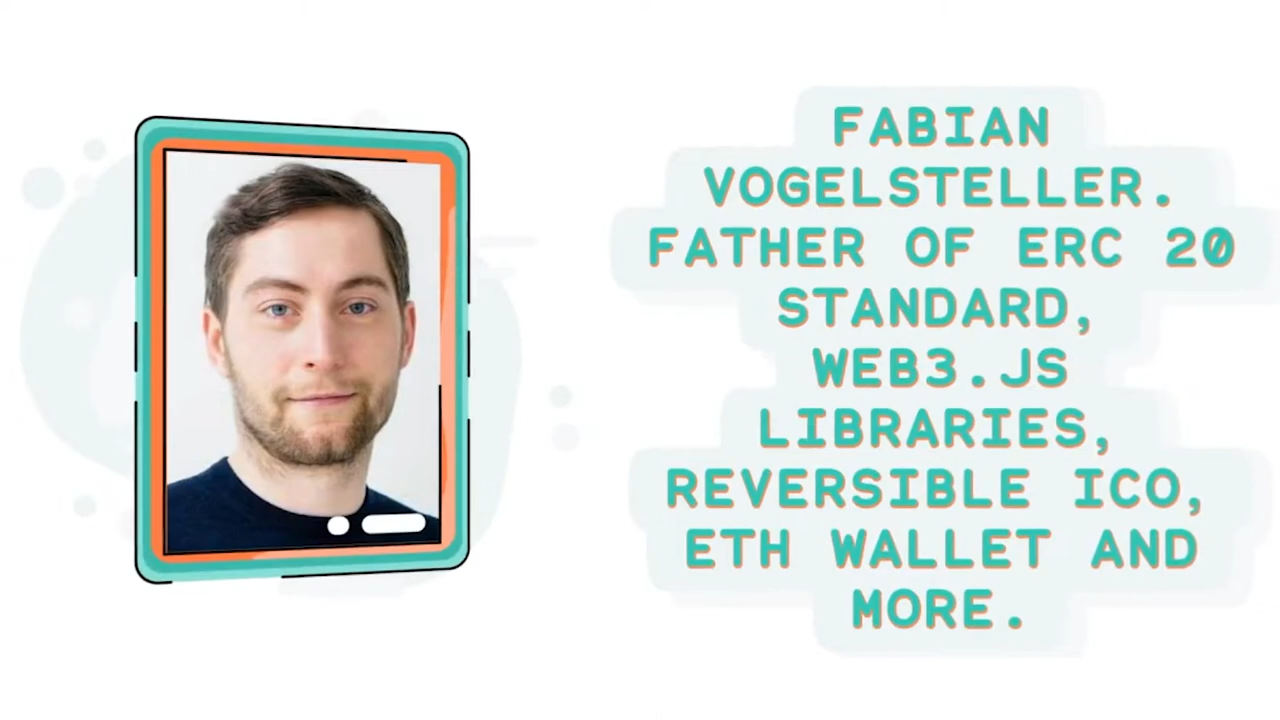 FABIAN
VOGELSTELLER.
FATHER OF ERC 20
STANDARD,
WEB3.JS
LIBRARIES,
REVERSIBLE ICO,
ETH WALLET AND
MORE.